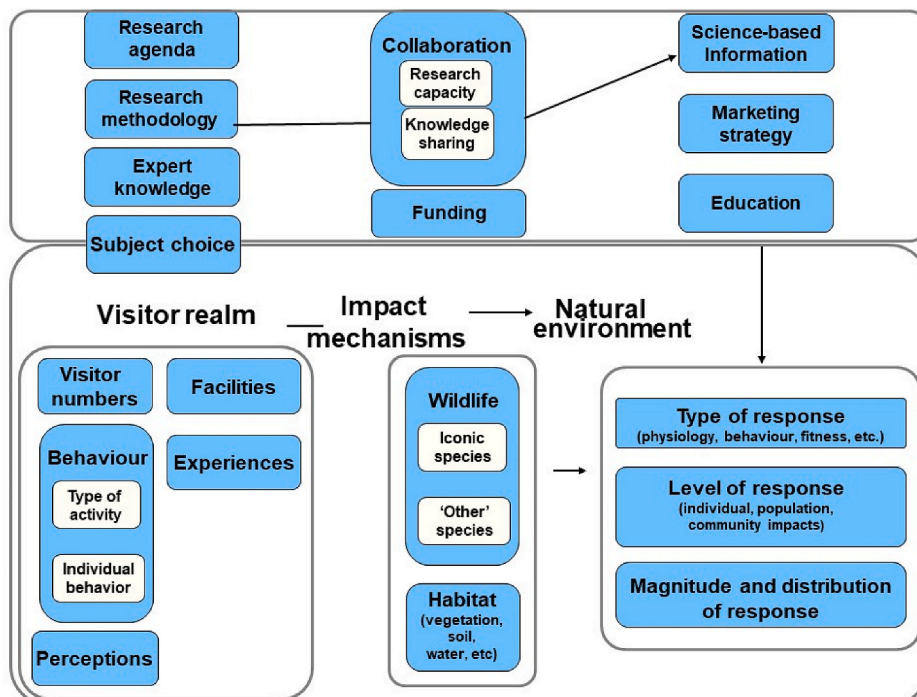 Research
agenda
Research
methodology
Expert
knowledge
Subject choice
Collaboration
Research
capacity
Knowledge
sharing
Funding
Science-based
Information
Marketing
strategy
Education
Visitor realm
Impact
mechanisms
Natural
environment
Visitor
numbers
Facilities
Behaviour
Type of
activity
Individual
behavior
Experiences
Perceptions
Wildlife
Iconic
species
‘Other’
species
Habitat
(vegetation,
soil,
water, etc)
Type of response
(physiology, behaviour, fitness, etc.)
Level of response
(individual, population,
community impacts)
Magnitude and distribution
of response